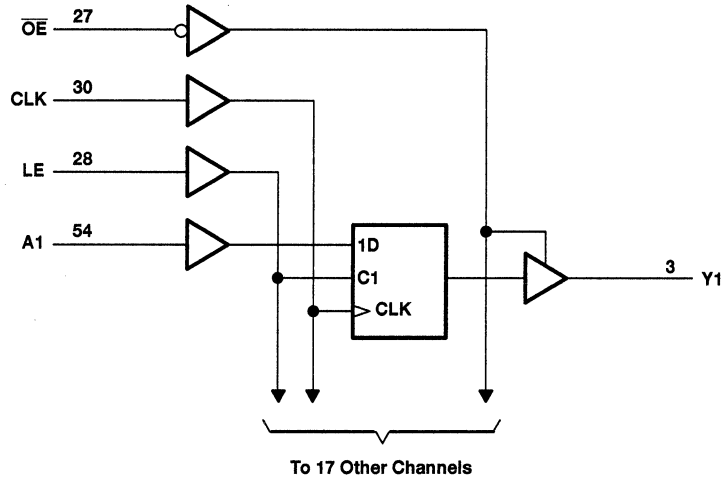 OE 27
CLK 30
LE 28
A1 54
1D
C1
CLK
3 Y1
To 17 Other Channels